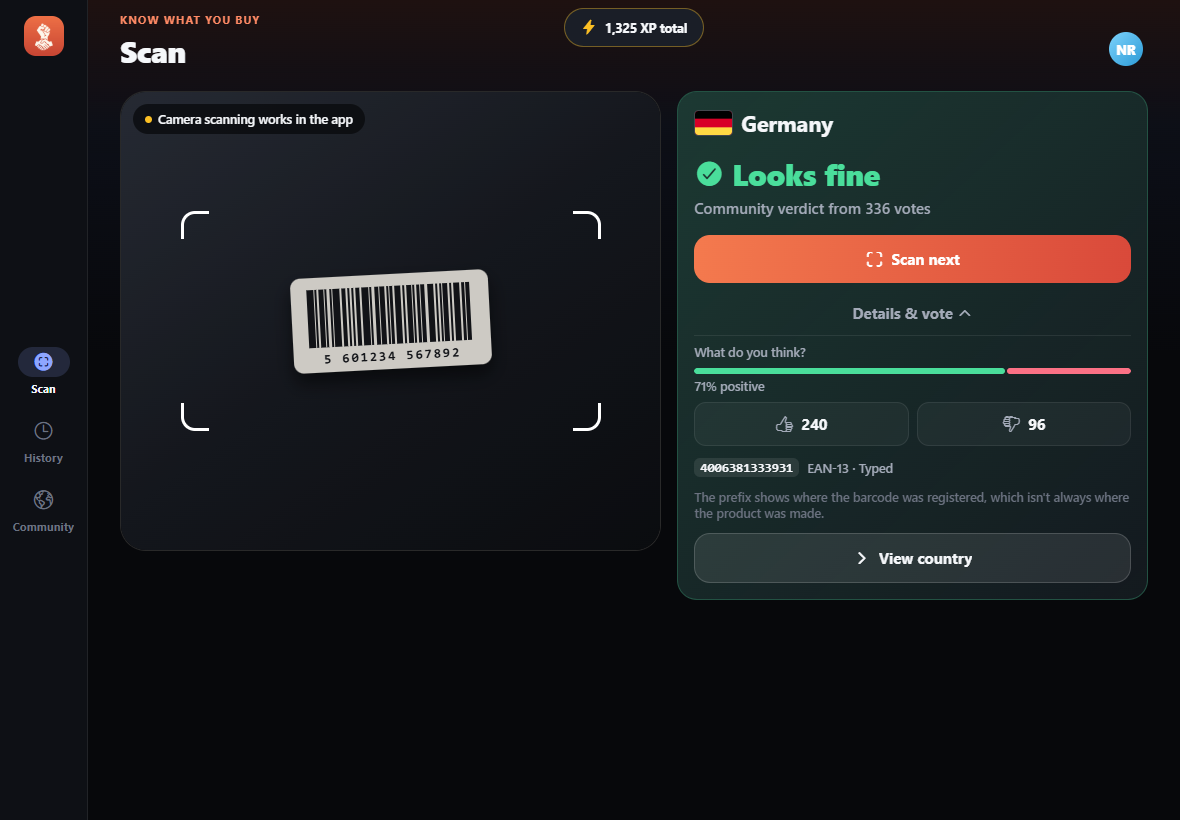 KNOW WHAT YOU BUY
Scan
1,325 XP total
NR
Camera scanning works in the app
5 601234 567892
Germany
Looks fine
Community verdict from 336 votes
Scan next
Details & vote
What do you think?
71% positive
240
96
4006381333931 EAN-13 · Typed
The prefix shows where the barcode was registered, which isn't always where
the product was made.
View country
Scan
History
Community